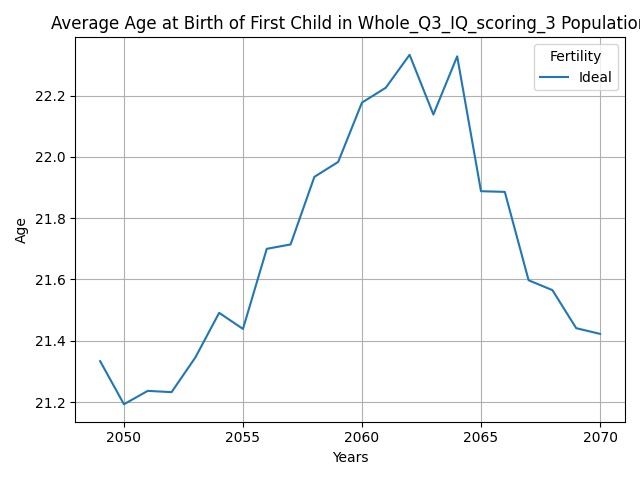 Average Age at Birth of First Child in Whole_Q3_IQ_scoring_3 Population
Fertility
Ideal
22.2
22.0
21.8
21.6
21.4
21.2
Age
2050 2055 2060 2065 2070
Years